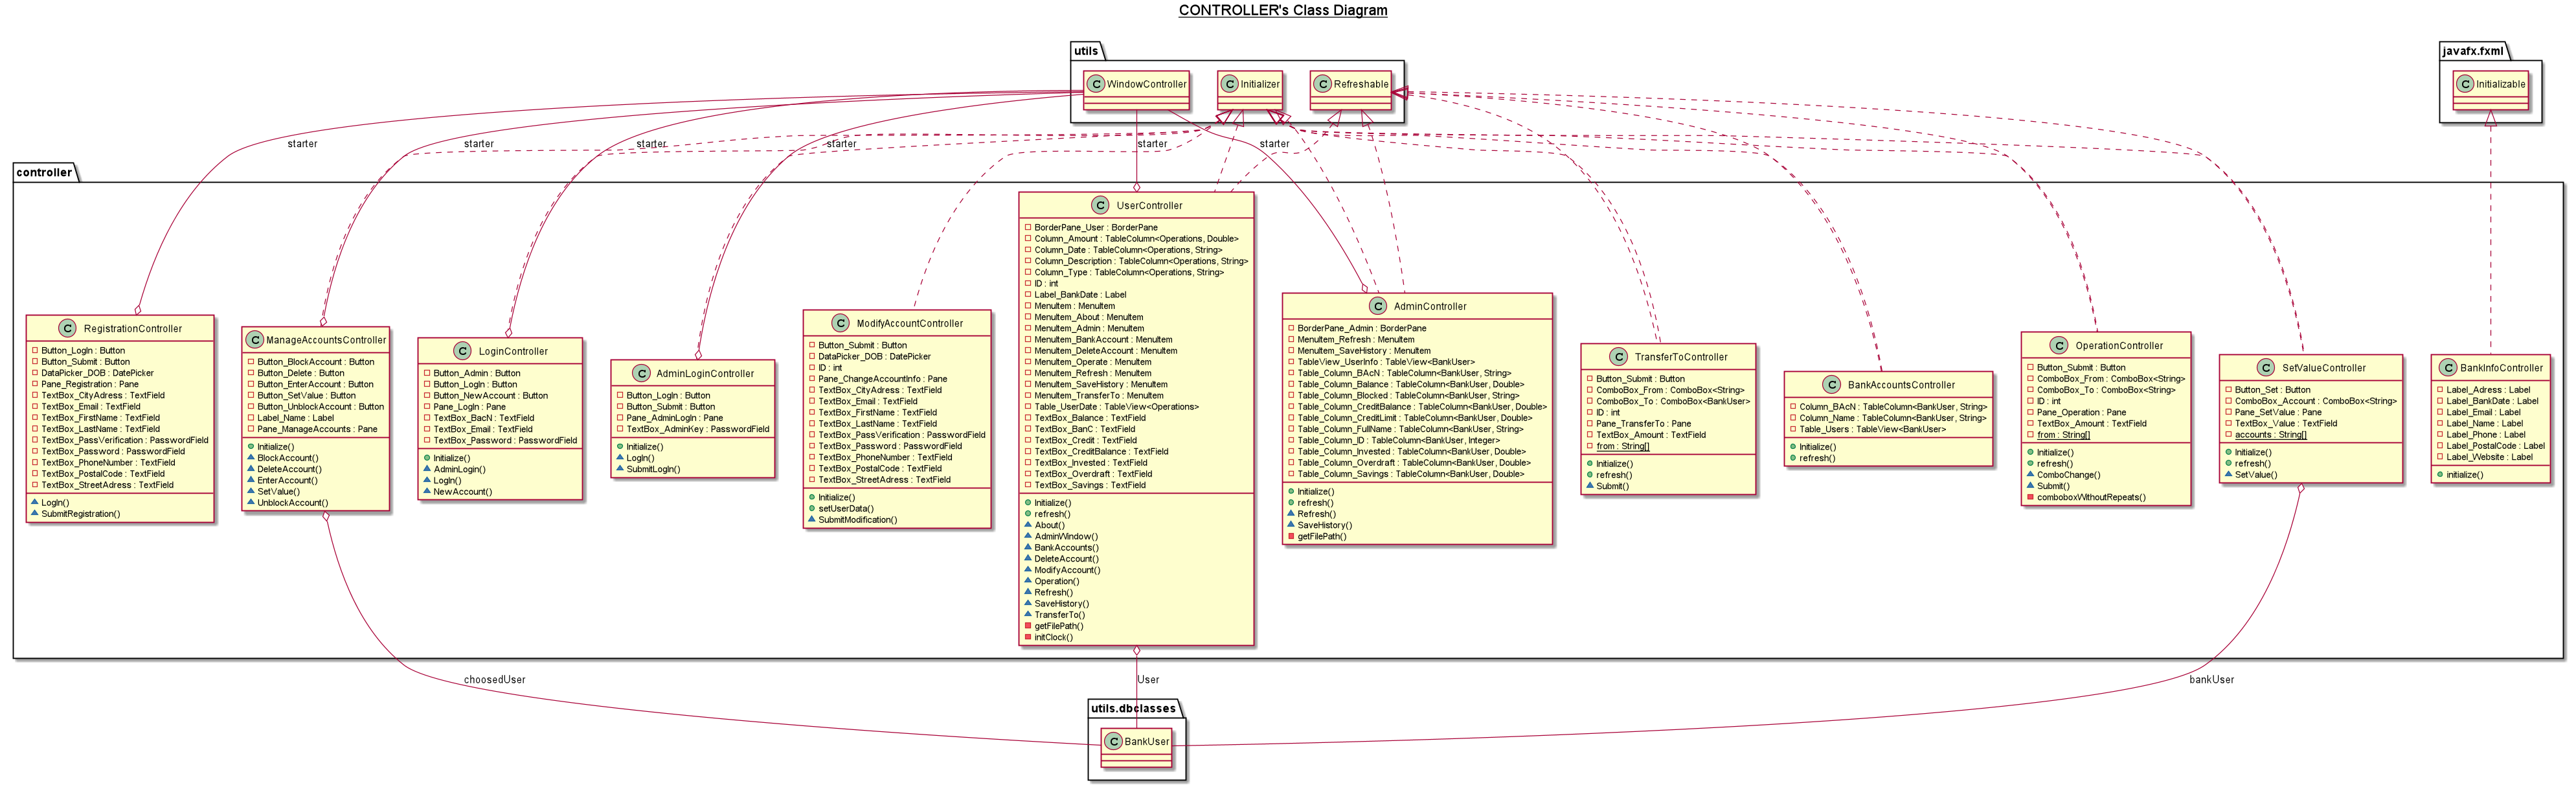 CONTROLLER's Class Diagram
utils
WindowController
Initializer
Refreshable
javafx.fxml
Initializable
starter
starter
starter
starter
starter
starter
controller
RegistrationController
Button_LogIn : Button
Button_Submit : Button
DataPicker_DOB : DatePicker
Pane_Registration : Pane
TextBox_CityAdress : TextField
TextBox_Email : TextField
TextBox_FirstName : TextField
TextBox_LastName : TextField
TextBox_PassVerification : PasswordField
TextBox_Password : PasswordField
TextBox_PhoneNumber : TextField
TextBox_PostalCode : TextField
TextBox_StreetAdress : TextField
LogIn()
SubmitRegistration()
ManageAccountsController
Button_BlockAccount : Button
Button_Delete : Button
Button_EnterAccount : Button
Button_SetValue : Button
Button_UnblockAccount : Button
Label_Name : Label
Pane_ManageAccounts : Pane
Initialize()
BlockAccount()
DeleteAccount()
EnterAccount()
SetValue()
UnblockAccount()
LoginController
Button_Admin : Button
Button_LogIn : Button
Button_NewAccount : Button
Pane_LogIn : Pane
TextBox_BacN : TextField
TextBox_Email : TextField
TextBox_Password : PasswordField
Initialize()
AdminLogin()
LogIn()
NewAccount()
AdminLoginController
Button_LogIn : Button
Button_Submit : Button
Pane_AdminLogIn : Pane
TextBox_AdminKey : PasswordField
Initialize()
LogIn()
SubmitLogIn()
ModifyAccountController
Button_Submit : Button
DataPicker_DOB : DatePicker
ID : int
Pane_ChangeAccountInfo : Pane
TextBox_CityAdress : TextField
TextBox_Email : TextField
TextBox_FirstName : TextField
TextBox_LastName : TextField
TextBox_PassVerification : PasswordField
TextBox_Password : PasswordField
TextBox_PhoneNumber : TextField
TextBox_PostalCode : TextField
TextBox_StreetAdress : TextField
Initialize()
setUserData()
SubmitModification()
UserController
BorderPane_User : BorderPane
Column_Amount : TableColumn<Operations, Double>
Column_Date : TableColumn<Operations, String>
Column_Description : TableColumn<Operations, String>
Column_Type : TableColumn<Operations, String>
ID : int
Label_BankDate : Label
MenuItem : MenuItem
MenuItem_About : MenuItem
MenuItem_Admin : MenuItem
MenuItem_BankAccount : MenuItem
MenuItem_DeleteAccount : MenuItem
MenuItem_Operate : MenuItem
MenuItem_Refresh : MenuItem
MenuItem_SaveHistory : MenuItem
MenuItem_TransferTo : MenuItem
Table_UserDate : TableView<Operations>
TextBox_Balance : TextField
TextBox_BanC : TextField
TextBox_Credit : TextField
TextBox_CreditBalance : TextField
TextBox_Invested : TextField
TextBox_Overdraft : TextField
TextBox_Savings : TextField
Initialize()
refresh()
About()
AdminWindow()
BankAccounts()
DeleteAccount()
ModifyAccount()
Operation()
Refresh()
SaveHistory()
TransferTo()
getFilePath()
initClock()
AdminController
BorderPane_Admin : BorderPane
MenuItem_Refresh : MenuItem
MenuItem_SaveHistory : MenuItem
TableView_UserInfo : TableView<BankUser>
Table_Column_BAcN : TableColumn<BankUser, String>
Table_Column_Balance : TableColumn<BankUser, Double>
Table_Column_Blocked : TableColumn<BankUser, String>
Table_Column_CreditBalance : TableColumn<BankUser, Double>
Table_Column_CreditLimit : TableColumn<BankUser, Double>
Table_Column_FullName : TableColumn<BankUser, String>
Table_Column_ID : TableColumn<BankUser, Integer>
Table_Column_Invested : TableColumn<BankUser, Double>
Table_Column_Overdraft : TableColumn<BankUser, Double>
Table_Column_Savings : TableColumn<BankUser, Double>
Initialize()
refresh()
Refresh()
SaveHistory()
getFilePath()
TransferToController
Button_Submit : Button
ComboBox_From : ComboBox<String>
ComboBox_To : ComboBox<BankUser>
ID : int
Pane_TransferTo : Pane
TextBox_Amount : TextField
from : String[]
Initialize()
refresh()
Submit()
BankAccountsController
Column_BAcN : TableColumn<BankUser, String>
Column_Name : TableColumn<BankUser, String>
Table_Users : TableView<BankUser>
Initialize()
refresh()
OperationController
Button_Submit : Button
ComboBox_From : ComboBox<String>
ComboBox_To : ComboBox<String>
ID : int
Pane_Operation : Pane
TextBox_Amount : TextField
from : String[]
Initialize()
refresh()
ComboChange()
Submit()
comboboxWithoutRepeats()
SetValueController
Button_Set : Button
ComboBox_Account : ComboBox<String>
Pane_SetValue : Pane
TextBox_Value : TextField
accounts : String[]
Initialize()
refresh()
SetValue()
BankInfoController
Label_Adress : Label
Label_BankDate : Label
Label_Email : Label
Label_Name : Label
Label_Phone : Label
Label_PostalCode : Label
Label_Website : Label
initialize()
choosedUser
User
bankUser
utils.dbclasses
BankUser